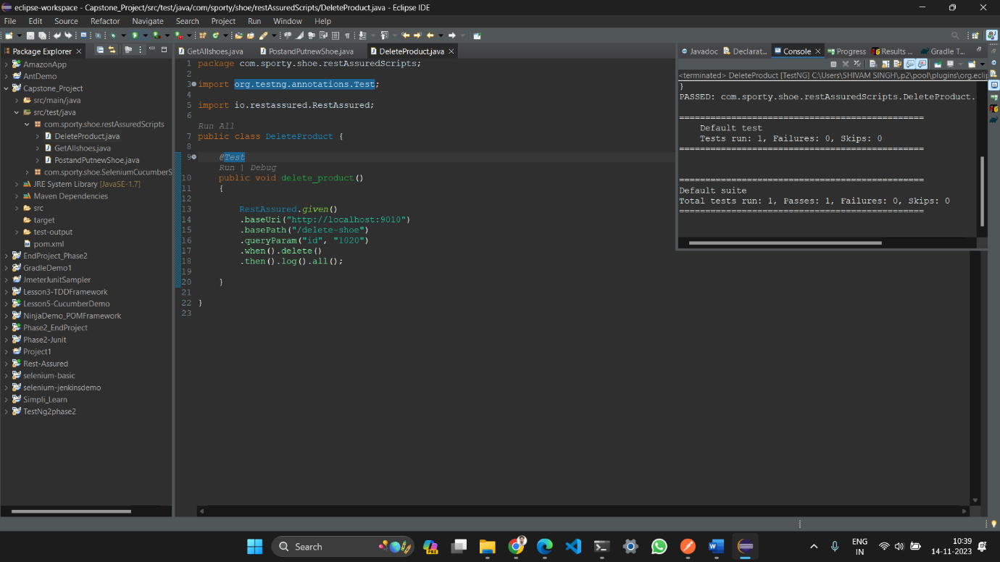 eclipse-workspace - Capstone_Project/src/test/java/com/sporty/shoe/restAssuredScripts/DeleteProduct.java - Eclipse IDE
File Edit Source Refactor Navigate Search Project Run Window Help
Package Explorer
AmazonApp
AntDemo
Capstone_Project
src/main/java
src/test/java
com.sporty.shoe.restAssuredScripts
DeleteProduct.java
GetAllshoes.java
PostandPutnewShoe.java
com.sporty.shoe.SeleniumCucumberS
JRE System Library [JavaSE-1.7]
Maven Dependencies
src
target
test-output
pom.xml
EndProject_Phase2
GradleDemo1
JmeterJunitSampler
Lesson3-TDDFramework
Lesson5-CucumberDemo
NinjaDemo_POMFramework
Phase2_EndProject
Phase2-Junit
Project1
Rest-Assured
selenium-basic
selenium-jenkinsdemo
Simpli_Learn
TestNg2phase2
GetAllshoes.java PostandPutnewShoe.java DeleteProduct.java
1 package com.sporty.shoe.restAssuredScripts;
2
3 import org.testng.annotations.Test;
4
5 import io.restassured.RestAssured;
6
Run All
7 public class DeleteProduct {
8
9 @Test
Run | Debug
10 public void delete_product()
11 {
12
13 RestAssured.given()
14 .baseUri("http://localhost:9010")
15 .basePath("/delete-shoe")
16 .queryParam("id", "1020")
17 .when().delete()
18 .then().log().all();
19
20 }
21
22 }
23
Javadoc Declarat... Console Progress Results ... Gradle T...
<terminated> DeleteProduct [TestNG] C:\Users\SHIVAM SINGH\.p2\pool\plugins\org.eclip
}
PASSED: com.sporty.shoe.restAssuredScripts.DeleteProduct.
===============================================
Default test
Tests run: 1, Failures: 0, Skips: 0
===============================================
===============================================
Default suite
Total tests run: 1, Passes: 1, Failures: 0, Skips: 0
===============================================
Search
PRE
ENG
IN
10:39
14-11-2023